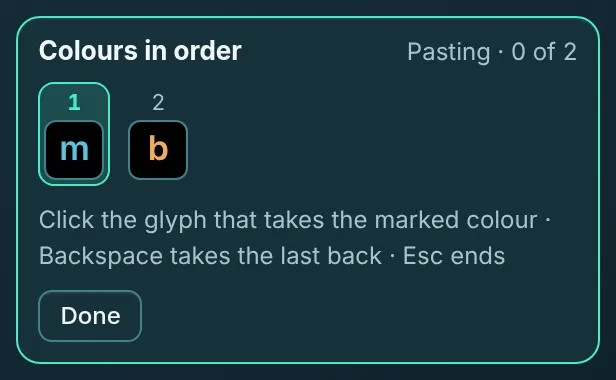 Colours in order
Pasting · 0 of 2
1 2
m b
Click the glyph that takes the marked colour ·
Backspace takes the last back · Esc ends
Done